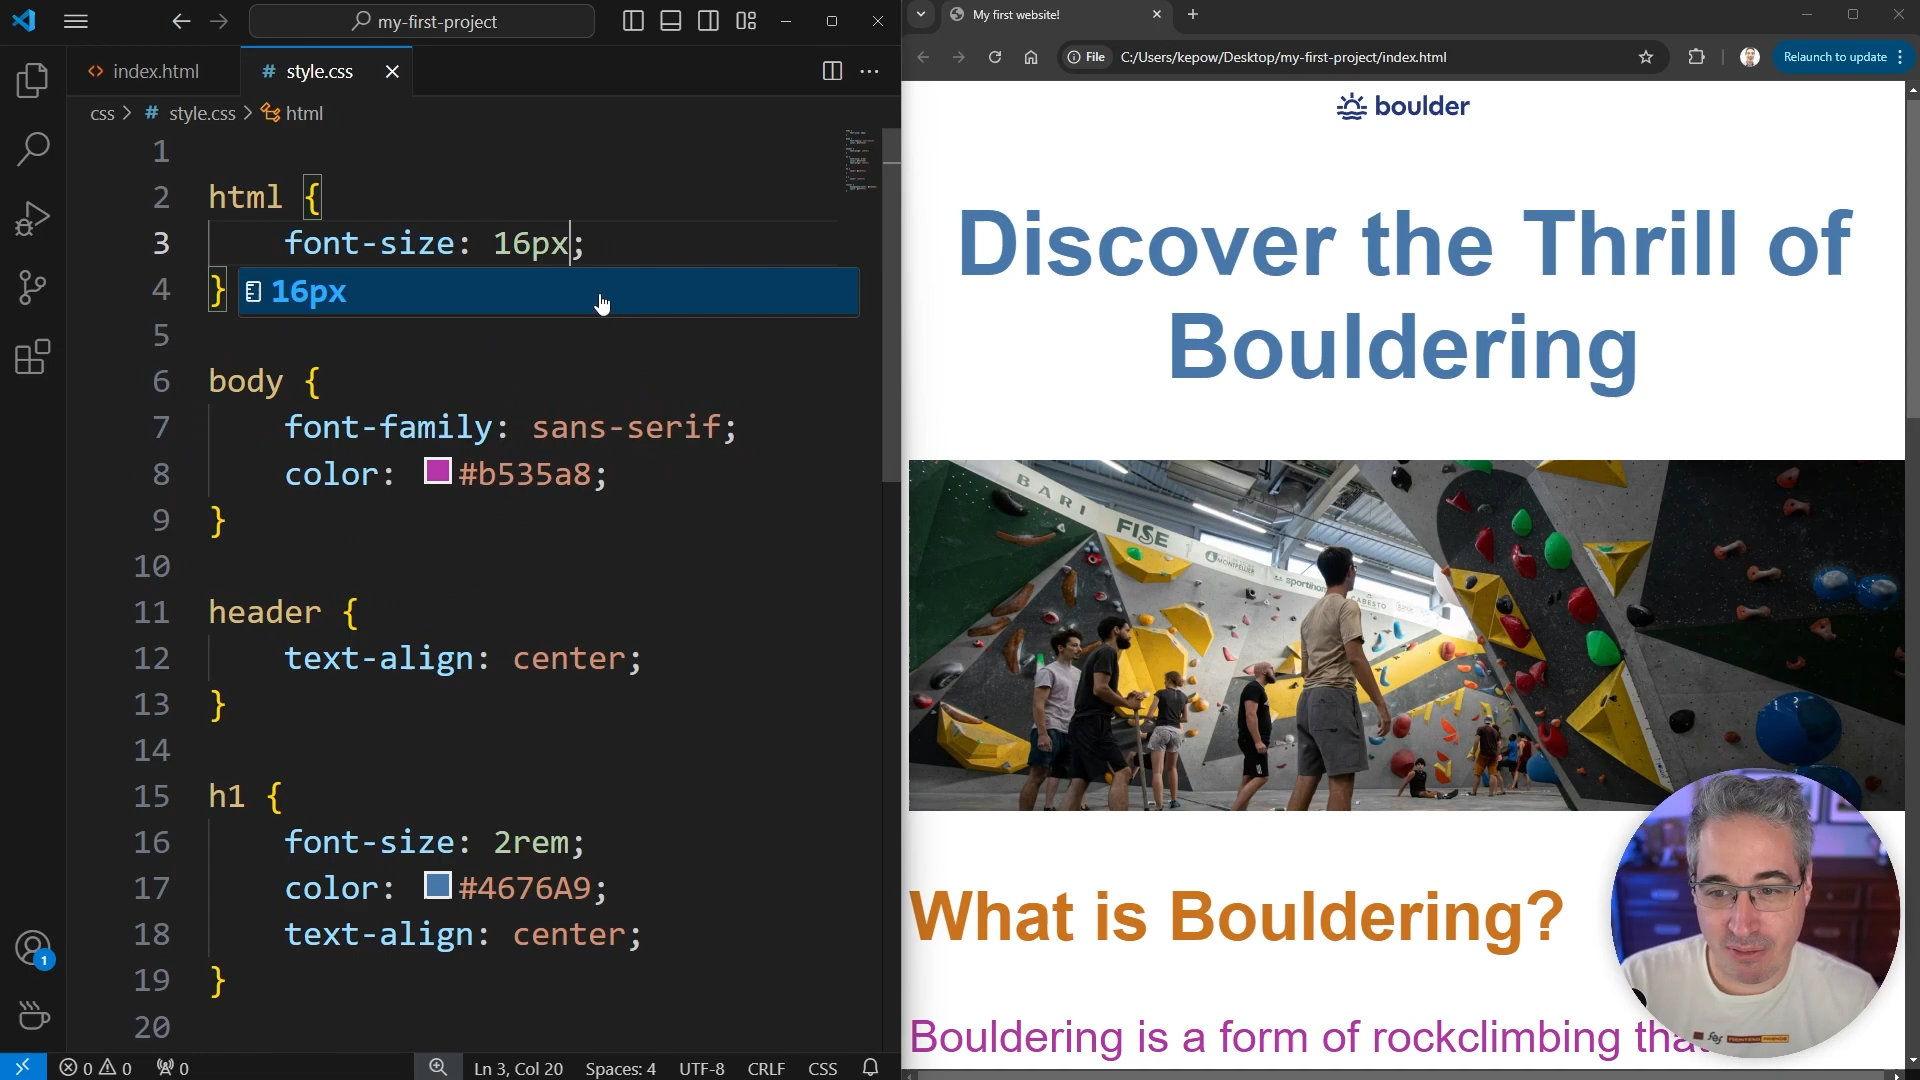 my-first-project
index.html
# style.css
css > # style.css > html
1
2 html {
3 font-size: 16px;
4 }
16px
5
6 body {
7 font-family: sans-serif;
8 color: #b535a8;
9 }
10
11 header {
12 text-align: center;
13 }
14
15 h1 {
16 font-size: 2rem;
17 color: #4676A9;
18 text-align: center;
19 }
20
1
0 0 0
Ln 3, Col 20 Spaces: 4 UTF-8 CRLF CSS
My first website!
File C:/Users/kepow/Desktop/my-first-project/index.html
Relaunch to update
boulder
Discover the Thrill of
Bouldering
BARI FISE
MONTPELLIER
sportihom
CABESTO
What is Bouldering?
Bouldering is a form of rockclimbing tha